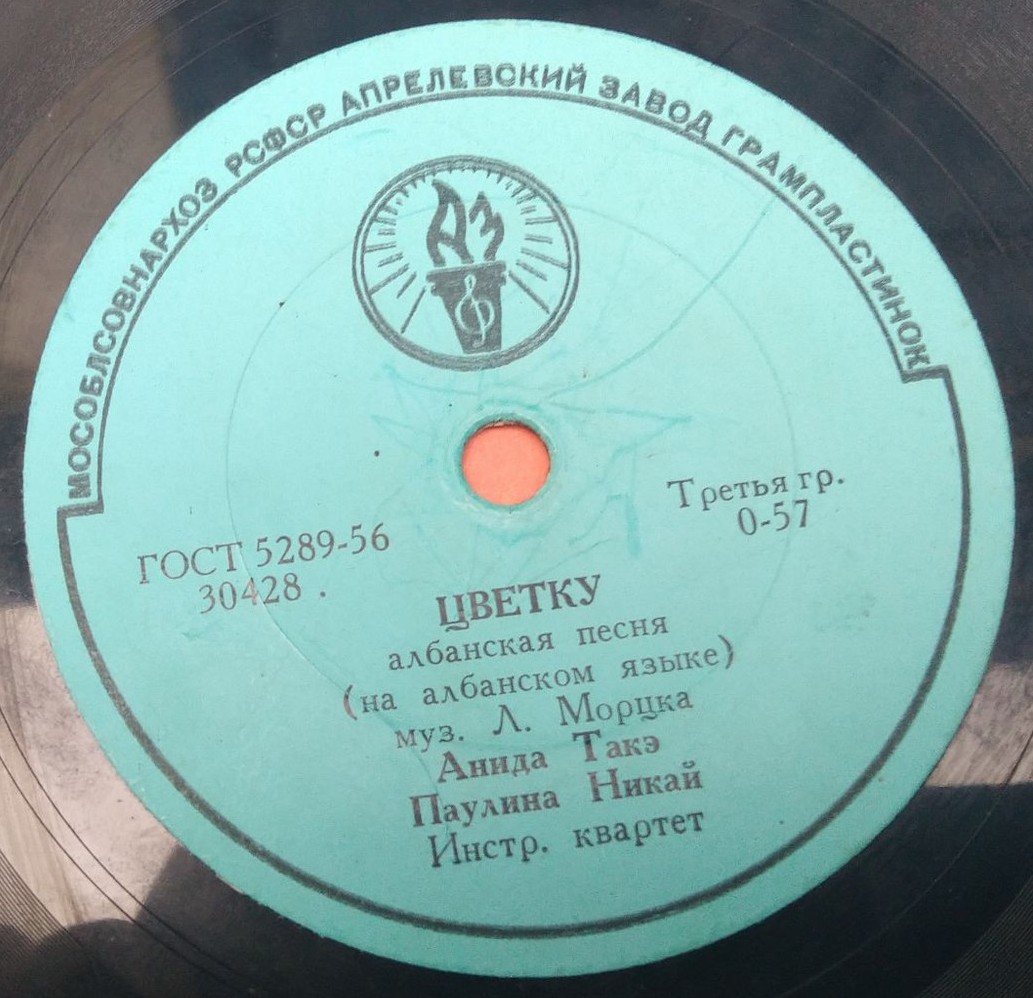 МОСОБЛСОВНАРХОЗ РСФСР АПРЕЛЕВСКИЙ ЗАВОД ГРАМПЛАСТИНОК
АЗ
ГОСТ 5289-56
30428 .
Третья гр.
0-57
ЦВЕТКУ
албанская песня
(на албанском языке)
муз. Л. Морцка
Анида Такэ
Паулина Никай
Инстр. квартет